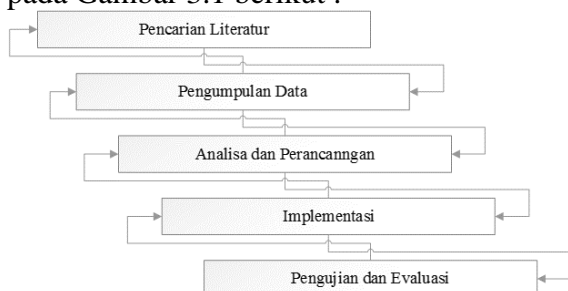 pada Gambar 3.1 berikut :
Pencarian Literatur
Pengumpulan Data
Analisa dan Perancanngan
Implementasi
Pengujian dan Evaluasi